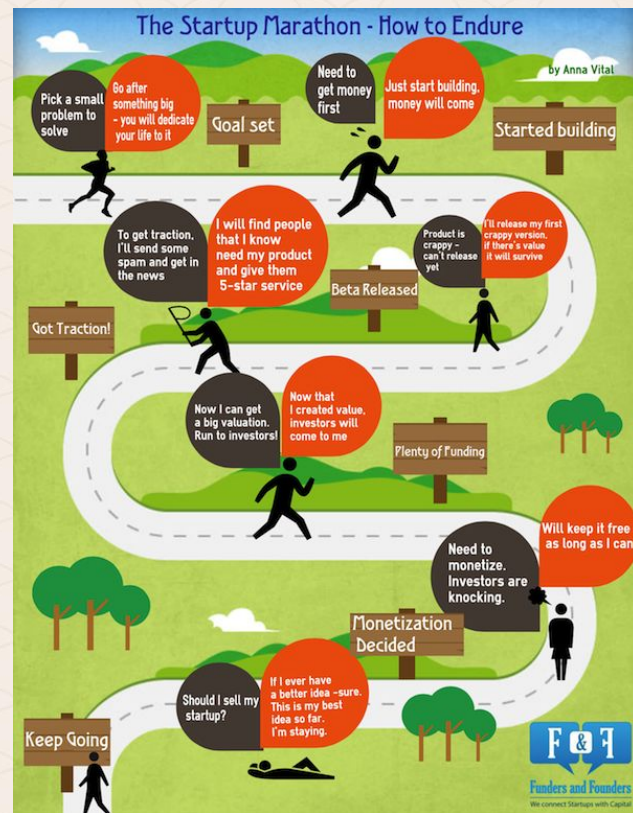 The Startup Marathon - How to Endure
by Anna Vital
Pick a small
problem to
solve
Go after
something big
- you will dedicate
your life to it
Goal set
Need to
get money
first
Just start building,
money will come
Started building
To get traction,
I'll send some
spam and get in
the news
I will find people
that I know
need my product
and give them
5-star service
Product is
crappy -
can't release
yet
I'll release my first
crappy version,
if there's value
it will survive
Beta Released
Got Traction!
Now I can get
a big valuation.
Run to investors!
Now that
I created value,
investors will
come to me
Plenty of Funding
Need to
monetize.
Investors are
knocking.
Will keep it free
as long as I can
Monetization
Decided
Should I sell my
startup?
If I ever have
a better idea -sure.
This is my best
idea so far.
I'm staying.
Keep Going
F & F
Funders and Founders
We connect Startups with Capital